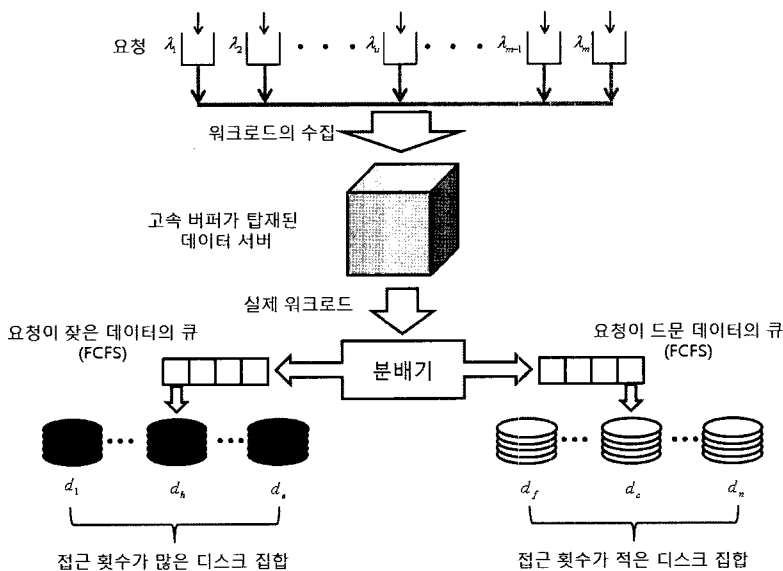 요청 λ₁ λ₂ λᵤ λₘ₋₁ λₘ
워크로드의 수집
고속 버퍼가 탑재된
데이터 서버
실제 워크로드
요청이 잦은 데이터의 큐
(FCFS)
분배기
요청이 드문 데이터의 큐
(FCFS)
d₁ dₕ dₑ
d_f d_c dₙ
접근 횟수가 많은 디스크 집합
접근 횟수가 적은 디스크 집합